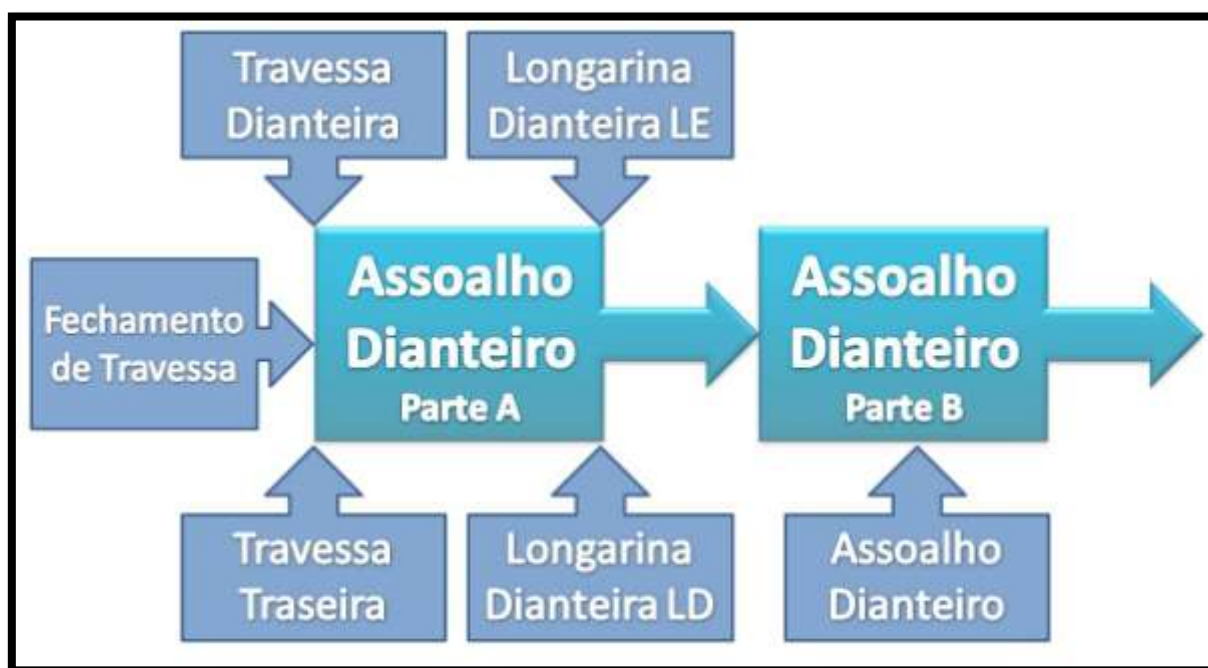 Travessa
Dianteira
Longarina
Dianteira LE
Fechamento
de Travessa
Assoalho
Dianteiro
Parte A
Assoalho
Dianteiro
Parte B
Travessa
Traseira
Longarina
Dianteira LD
Assoalho
Dianteiro